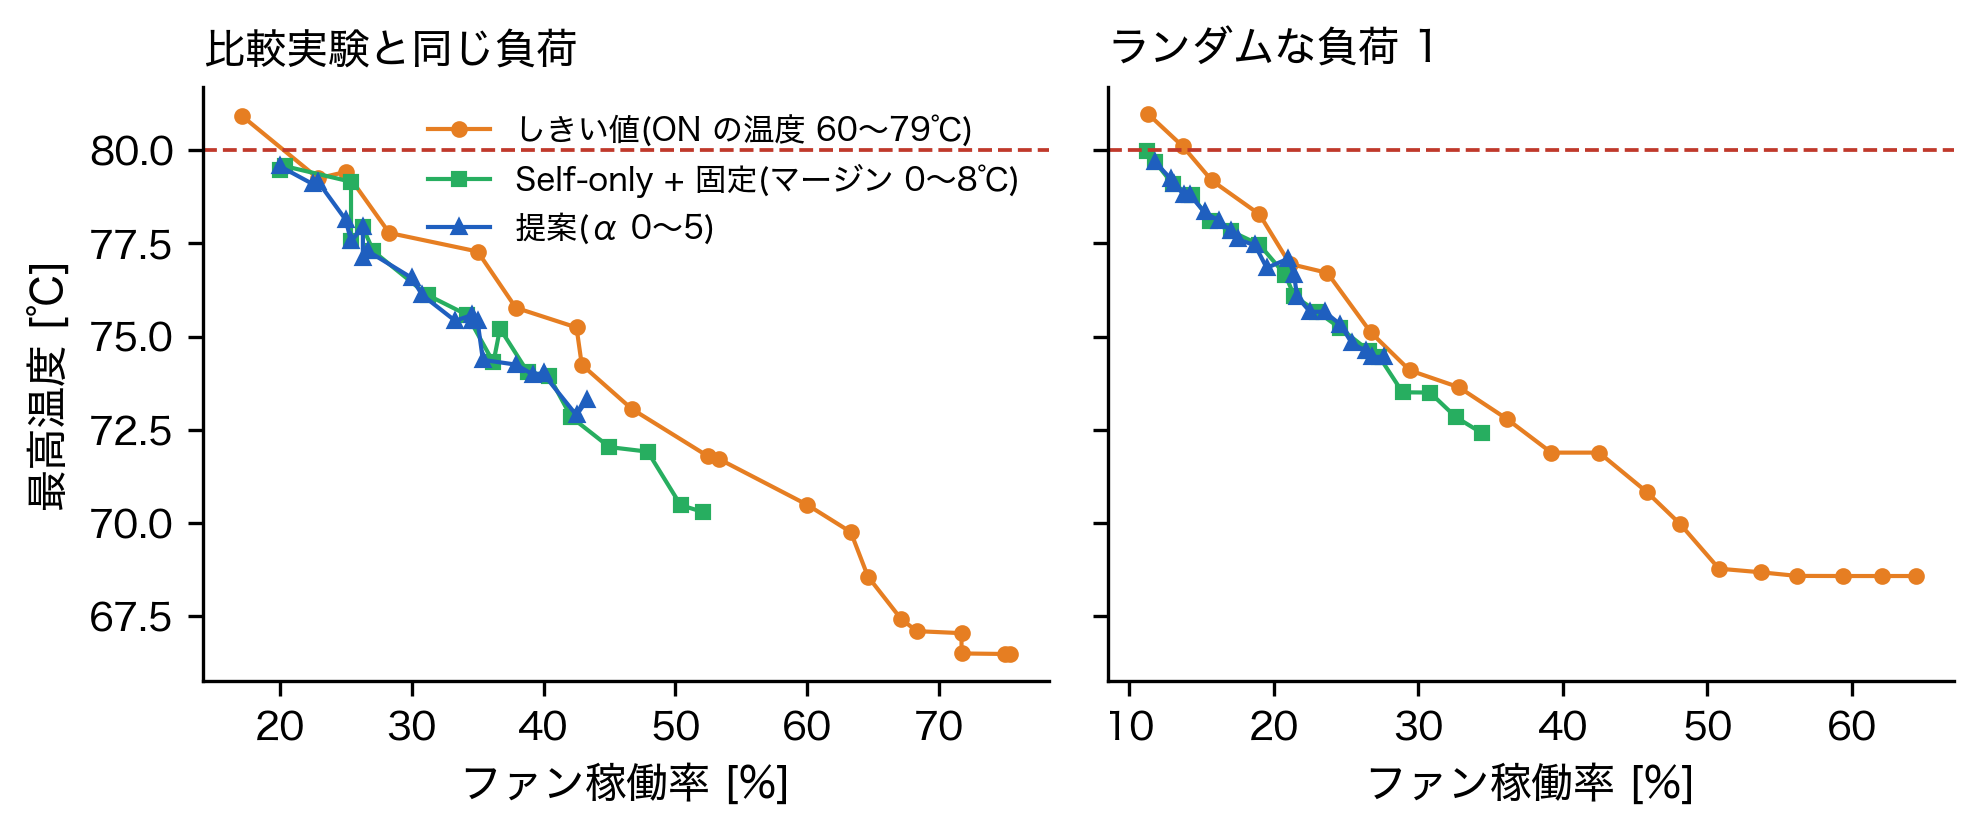 比較実験と同じ負荷
ランダムな負荷 1
しきい値(ON の温度 60〜79℃)
Self-only + 固定(マージン 0〜8℃)
提案(α 0〜5)
最高温度 [℃]
80.0
77.5
75.0
72.5
70.0
67.5
20 30 40 50 60 70
10 20 30 40 50 60
ファン稼働率 [%]
ファン稼働率 [%]